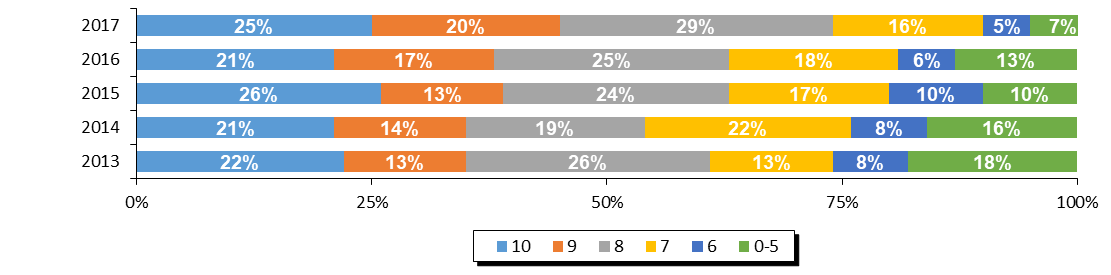 2017 25% 20% 29% 16% 5% 7%
2016 21% 17% 25% 18% 6% 13%
2015 26% 13% 24% 17% 10% 10%
2014 21% 14% 19% 22% 8% 16%
2013 22% 13% 26% 13% 8% 18%
0% 25% 50% 75% 100%
10 9 8 7 6 0-5